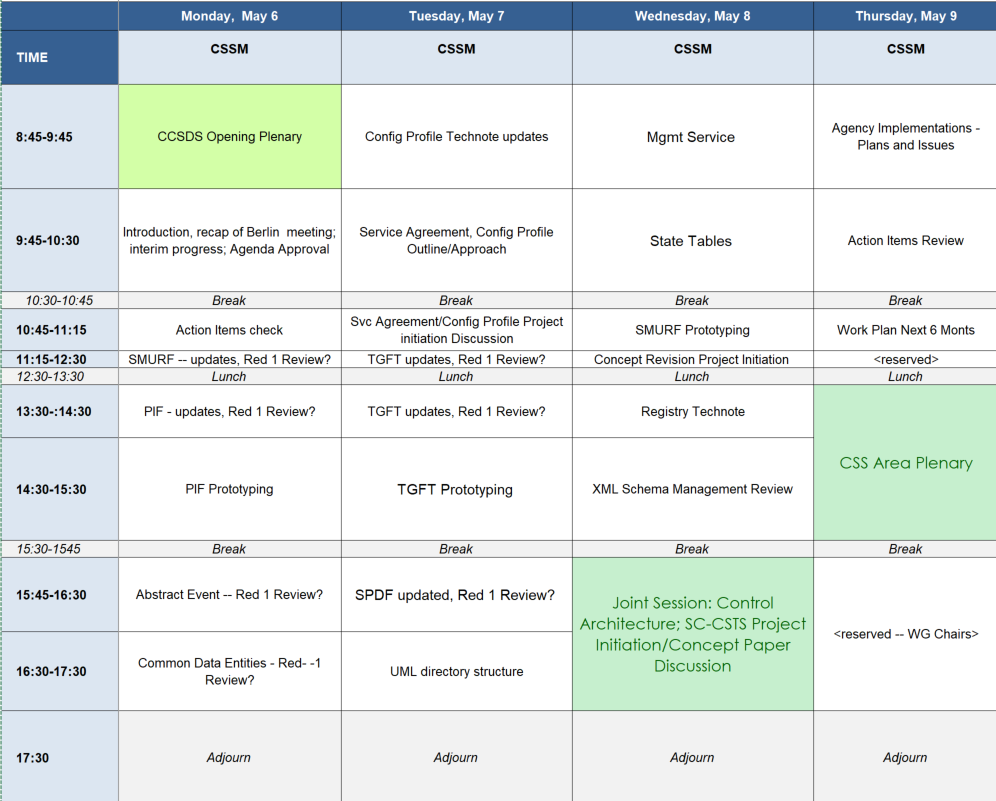 Monday,  May 6
Tuesday, May 7
Wednesday, May 8
Thursday, May 9
TIME
CSSM
CSSM
CSSM
CSSM
8:45-9:45
CCSDS Opening Plenary
Config Profile Technote updates
Mgmt Service
Agency Implementations -
Plans and Issues
9:45-10:30
Introduction, recap of Berlin  meeting;
interim progress; Agenda Approval
Service Agreement, Config Profile
Outline/Approach
State Tables
Action Items Review
10:30-10:45
Break
Break
Break
Break
10:45-11:15
Action Items check
Svc Agreement/Config Profile Project
initiation Discussion
SMURF Prototyping
Work Plan Next 6 Monts
11:15-12:30
SMURF -- updates, Red 1 Review?
TGFT updates, Red 1 Review?
Concept Revision Project Initiation
<reserved>
12:30-13:30
Lunch
Lunch
Lunch
Lunch
13:30-:14:30
PIF - updates, Red 1 Review?
TGFT updates, Red 1 Review?
Registry Technote
CSS Area Plenary
14:30-15:30
PIF Prototyping
TGFT Prototyping
XML Schema Management Review
15:30-1545
Break
Break
Break
Break
15:45-16:30
Abstract Event -- Red 1 Review?
SPDF updated, Red 1 Review?
Joint Session: Control
Architecture; SC-CSTS Project
Initiation/Concept Paper
Discussion
<reserved -- WG Chairs>
16:30-17:30
Common Data Entities - Red- -1
Review?
UML directory structure
17:30
Adjourn
Adjourn
Adjourn
Adjourn